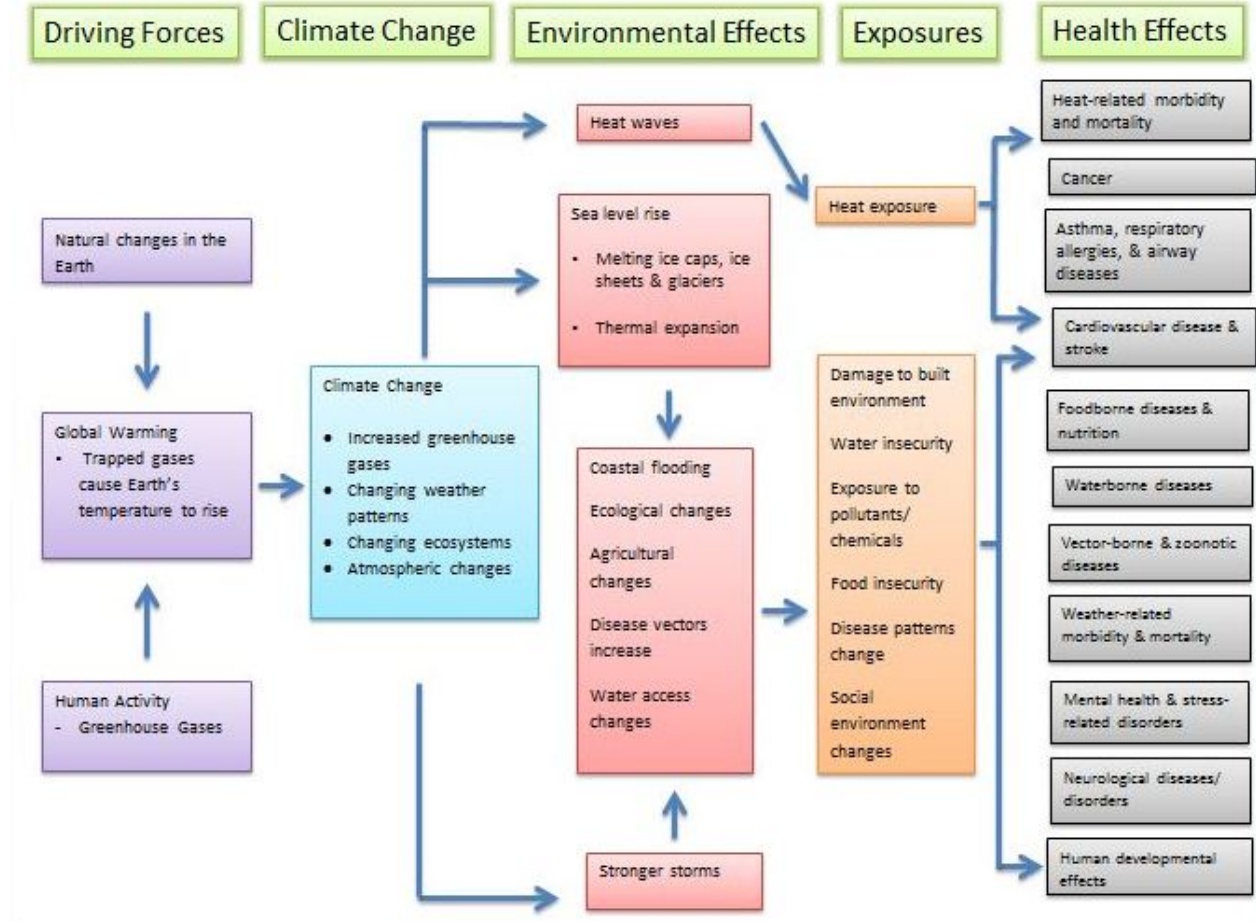 Driving Forces
Climate Change
Environmental Effects
Exposures
Health Effects
Natural changes in the
Earth
Global Warming
• Trapped gases
cause Earth's
temperature to rise
Human Activity
- Greenhouse Gases
Climate Change
• Increased greenhouse
gases
• Changing weather
patterns
• Changing ecosystems
• Atmospheric changes
Heat waves
Sea level rise
• Melting ice caps, ice
sheets & glaciers
• Thermal expansion
Coastal flooding
Ecological changes
Agricultural
changes
Disease vectors
increase
Water access
changes
Stronger storms
Heat exposure
Damage to built
environment
Water insecurity
Exposure to
pollutants/
chemicals
Food insecurity
Disease patterns
change
Social
environment
changes
Heat-related morbidity
and mortality
Cancer
Asthma, respiratory
allergies, & airway
diseases
Cardiovascular disease &
stroke
Foodborne diseases &
nutrition
Waterborne diseases
Vector-borne & zoonotic
diseases
Weather-related
morbidity & mortality
Mental health & stress-
related disorders
Neurological diseases/
disorders
Human developmental
effects